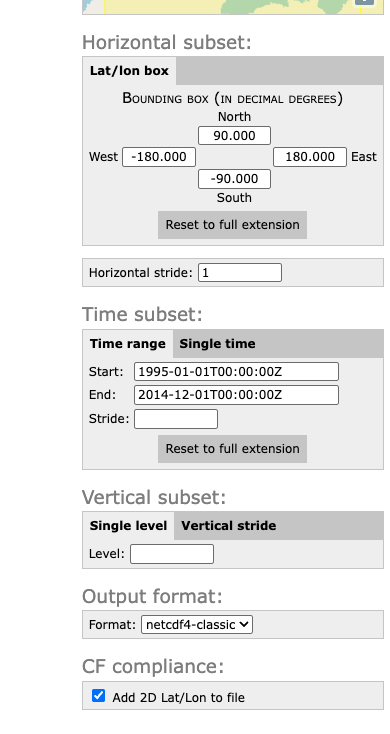 Horizontal subset:
Lat/lon box
Bounding box (in decimal degrees)
North
90.000
West -180.000 180.000 East
-90.000
South
Reset to full extension
Horizontal stride: 1
Time subset:
Time range Single time
Start: 1995-01-01T00:00:00Z
End: 2014-12-01T00:00:00Z
Stride:
Reset to full extension
Vertical subset:
Single level Vertical stride
Level:
Output format:
Format: netcdf4-classic
CF compliance:
Add 2D Lat/Lon to file